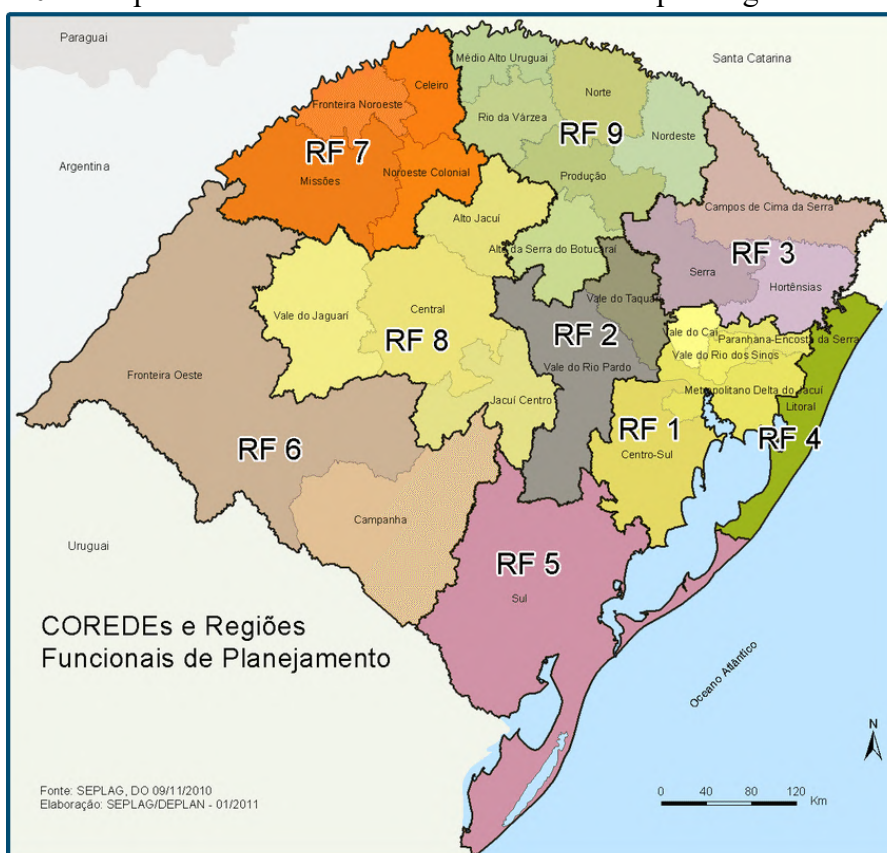 Paraguai
Santa Catarina
Argentina
Uruguai
Oceano Atlântico
Médio Alto Uruguai
Celeiro
Norte
Fronteira Noroeste
Rio da Várzea
Nordeste
RF 9
RF 7
Noroeste Colonial
Missões
Produção
Campos de Cima da Serra
Alto Jacuí
Alto da Serra do Botucaraí
RF 3
Serra
Hortênsias
Vale do Taquari
Central
Vale do Jaguarí
RF 8
RF 2
Vale do Caí
Paranhana-Encosta da Serra
Vale do Rio dos Sinos
Vale do Rio Pardo
Fronteira Oeste
Metropolitano Delta do Jacuí
Jacuí Centro
Litoral
RF 1
RF 4
RF 6
Centro-Sul
Campanha
RF 5
Sul
COREDEs e Regiões
Funcionais de Planejamento
Fonte: SEPLAG, DO 09/11/2010
Elaboração: SEPLAG/DEPLAN - 01/2011
N
0 40 80 120
Km